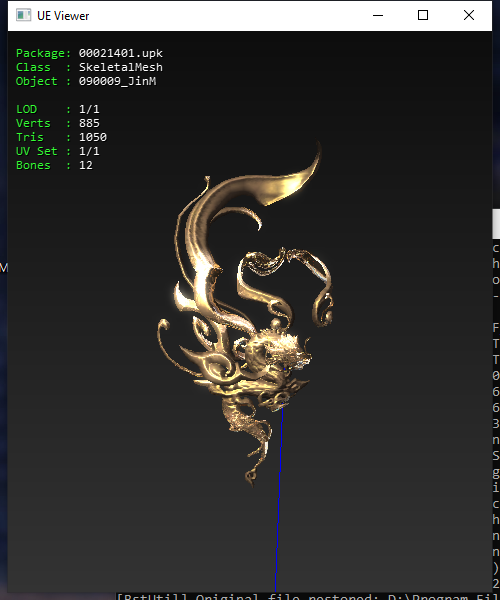 UE Viewer
Package: 00021401.upk
Class : SkeletalMesh
Object : 090009_JinM
LOD : 1/1
Verts : 885
Tris : 1050
UV Set : 1/1
Bones : 12
M
c
h
o
-
F
T
T
0
6
6
3
n
S
g
i
c
h
n
n
)
2
[BstUtil] Original file restored: D:\Program Fil